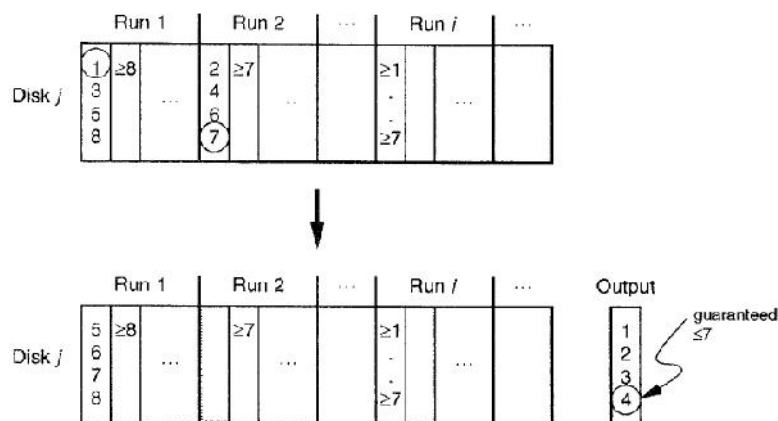 Run 1 Run 2 ... Run i ...
1 ≥8 2 ≥7 ≥1
Disk j 3 ... 4 .. . ...
5 6 .
8 7 ≥7
Run 1 Run 2 ... Run i ... Output
5 ≥8 ≥7 ≥1 1 guaranteed
Disk j 6 ... ... . ... 2 ≤7
7 . 3
8 ≥7 4